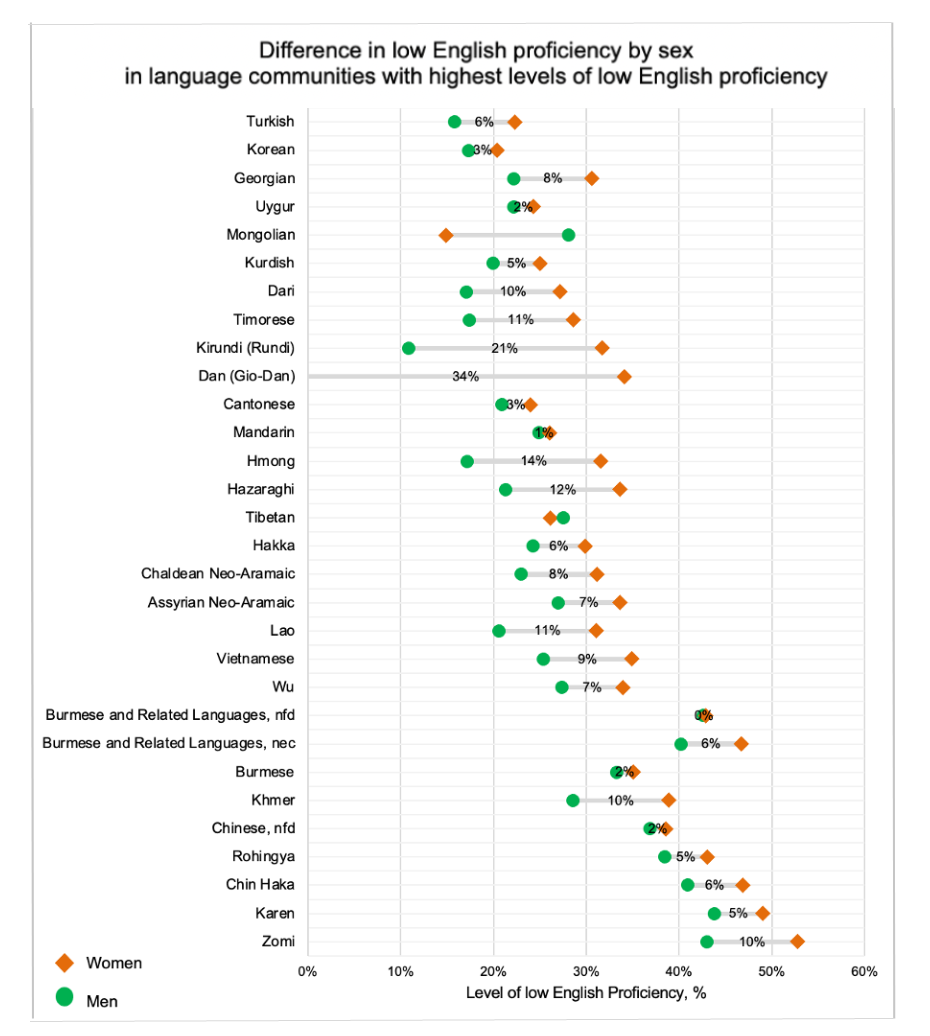 Difference in low English proficiency by sex
in language communities with highest levels of low English proficiency
Turkish 6%
Korean 3%
Georgian 8%
Uygur 2%
Mongolian
Kurdish 5%
Dari 10%
Timorese 11%
Kirundi (Rundi) 21%
Dan (Gio-Dan) 34%
Cantonese 3%
Mandarin 1%
Hmong 14%
Hazaraghi 12%
Tibetan
Hakka 6%
Chaldean Neo-Aramaic 8%
Assyrian Neo-Aramaic 7%
Lao 11%
Vietnamese 9%
Wu 7%
Burmese and Related Languages, nfd 0%
Burmese and Related Languages, nec 6%
Burmese 2%
Khmer 10%
Chinese, nfd 2%
Rohingya 5%
Chin Haka 6%
Karen 5%
Zomi 10%
0% 10% 20% 30% 40% 50% 60%
Level of low English Proficiency, %
Women
Men